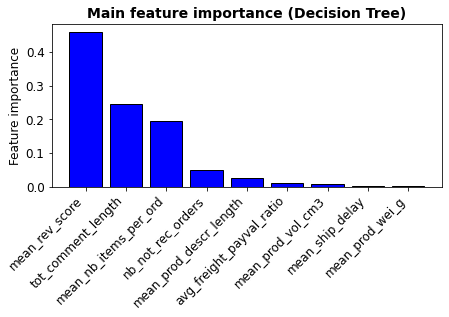 Main feature importance (Decision Tree)
Feature importance
0.4
0.3
0.2
0.1
0.0
mean_rev_score
tot_comment_length
mean_nb_items_per_ord
nb_not_rec_orders
mean_prod_descr_length
avg_freight_payval_ratio
mean_prod_vol_cm3
mean_ship_delay
mean_prod_wei_g